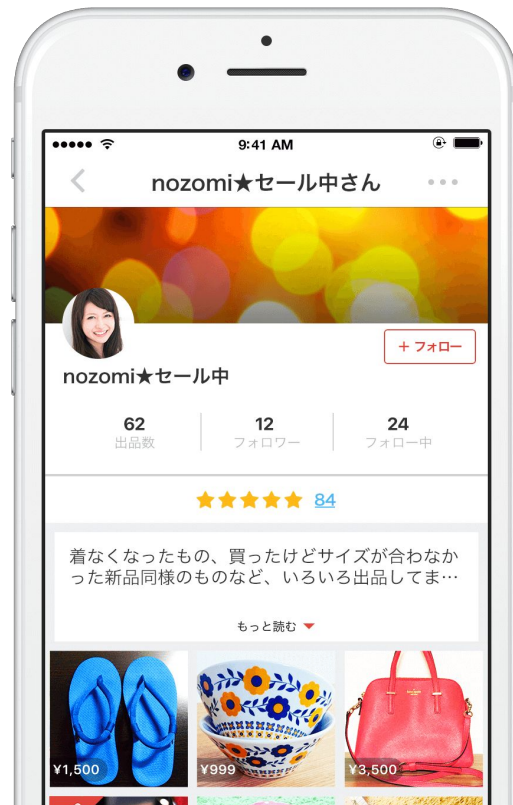 9:41 AM
nozomi★セール中さん
+ フォロー
nozomi★セール中
62
出品数
12
フォロワー
24
フォロー中
84
着なくなったもの、買ったけどサイズが合わなか
った新品同様のものなど、いろいろ出品してま…
もっと読む
¥1,500
¥999
¥3,500